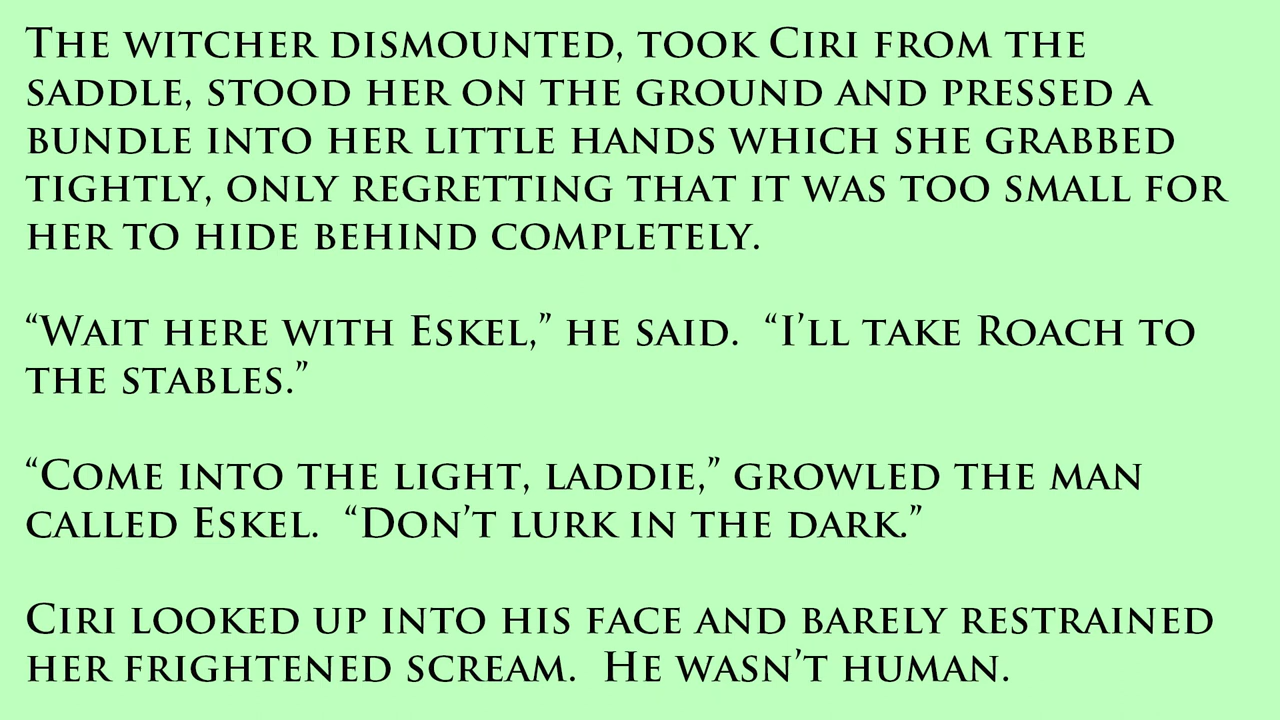 The witcher dismounted, took Ciri from the
saddle, stood her on the ground and pressed a
bundle into her little hands which she grabbed
tightly, only regretting that it was too small for
her to hide behind completely.
“Wait here with Eskel,” he said.  “I’ll take Roach to
the stables.”
“Come into the light, laddie,” growled the man
called Eskel.  “Don’t lurk in the dark.”
Ciri looked up into his face and barely restrained
her frightened scream.  He wasn’t human.